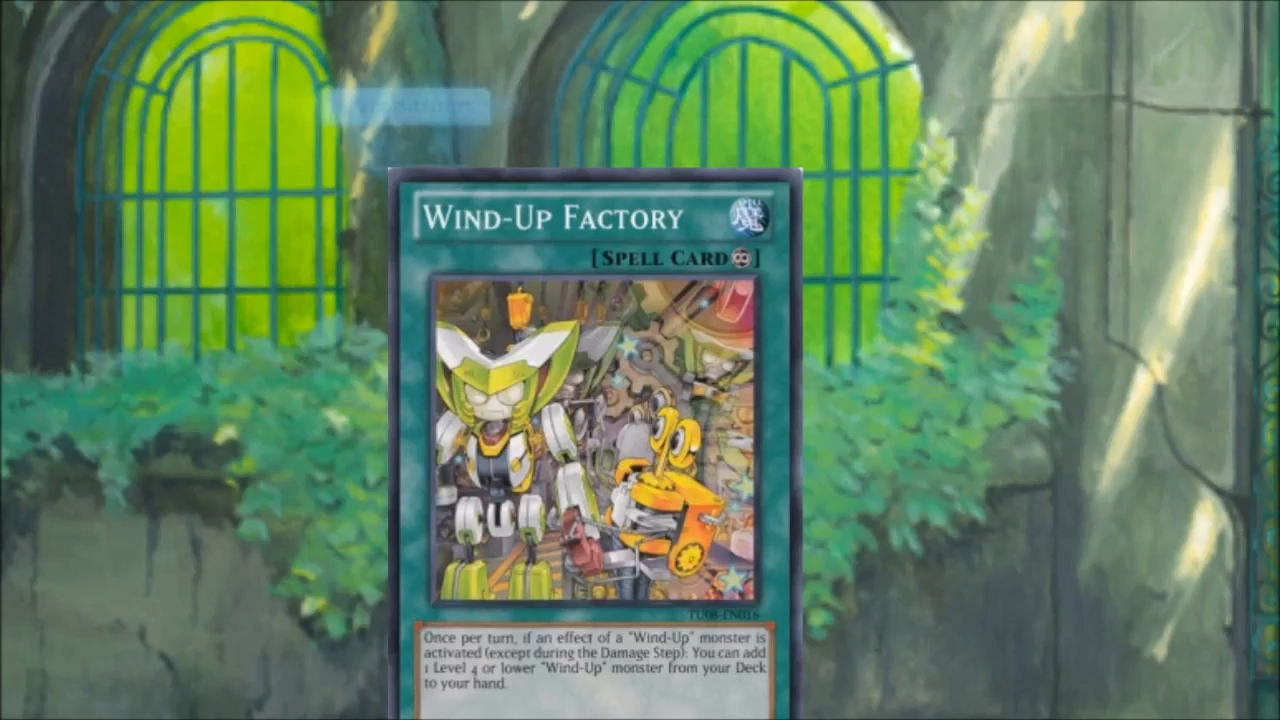 WIND-UP FACTORY
[SPELL CARD]
TU08-EN016
Once per turn, if an effect of a "Wind-Up" monster is
activated (except during the Damage Step): You can add
1 Level 4 or lower "Wind-Up" monster from your Deck
to your hand.